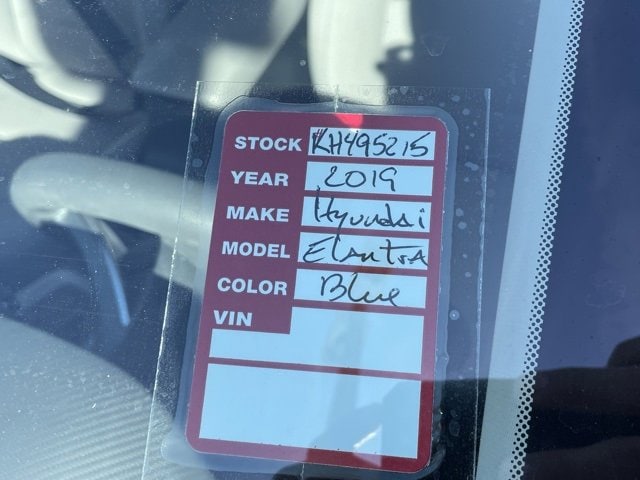 STOCK KH495215
YEAR 2019
MAKE Hyundai
MODEL Elantra
COLOR Blue
VIN